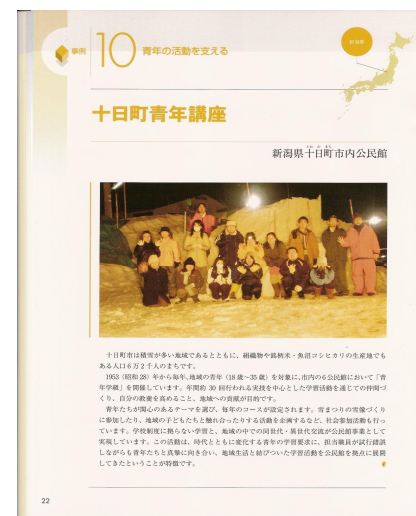 事例
10
青年の活動を支える
新潟県
十日町青年講座
新潟県十日町市内公民館
十日町市は積雪が多い地域であるとともに、絹織物や銘柄米・魚沼コシヒカリの生産地でも
ある人口6万2千人のまちです。
1953（昭和28）年から毎年、地域の青年（18歳～35歳）を対象に、市内の6公民館において「青
年学級」を開催しています。年間約30回行われる実技を中心とした学習活動を通じての仲間づ
くり、自分の教養を高めること、地域への貢献が目的です。
青年たちが関心のあるテーマを選び、毎年のコースが設定されます。雪まつりの雪像づくり
に参加したり、地域の子どもたちと触れ合ったりする活動を企画するなど、社会参加活動も行っ
ています。学校制度に拠らない学習と、地域の中での同世代・異世代交流が公民館事業として
実現しています。この活動は、時代とともに変化する青年の学習要求に、担当職員が試行錯誤
しながらも青年たちと真摯に向き合い、地域生活と結びついた学習活動を公民館を拠点に展開
してきたということが特徴です。
22